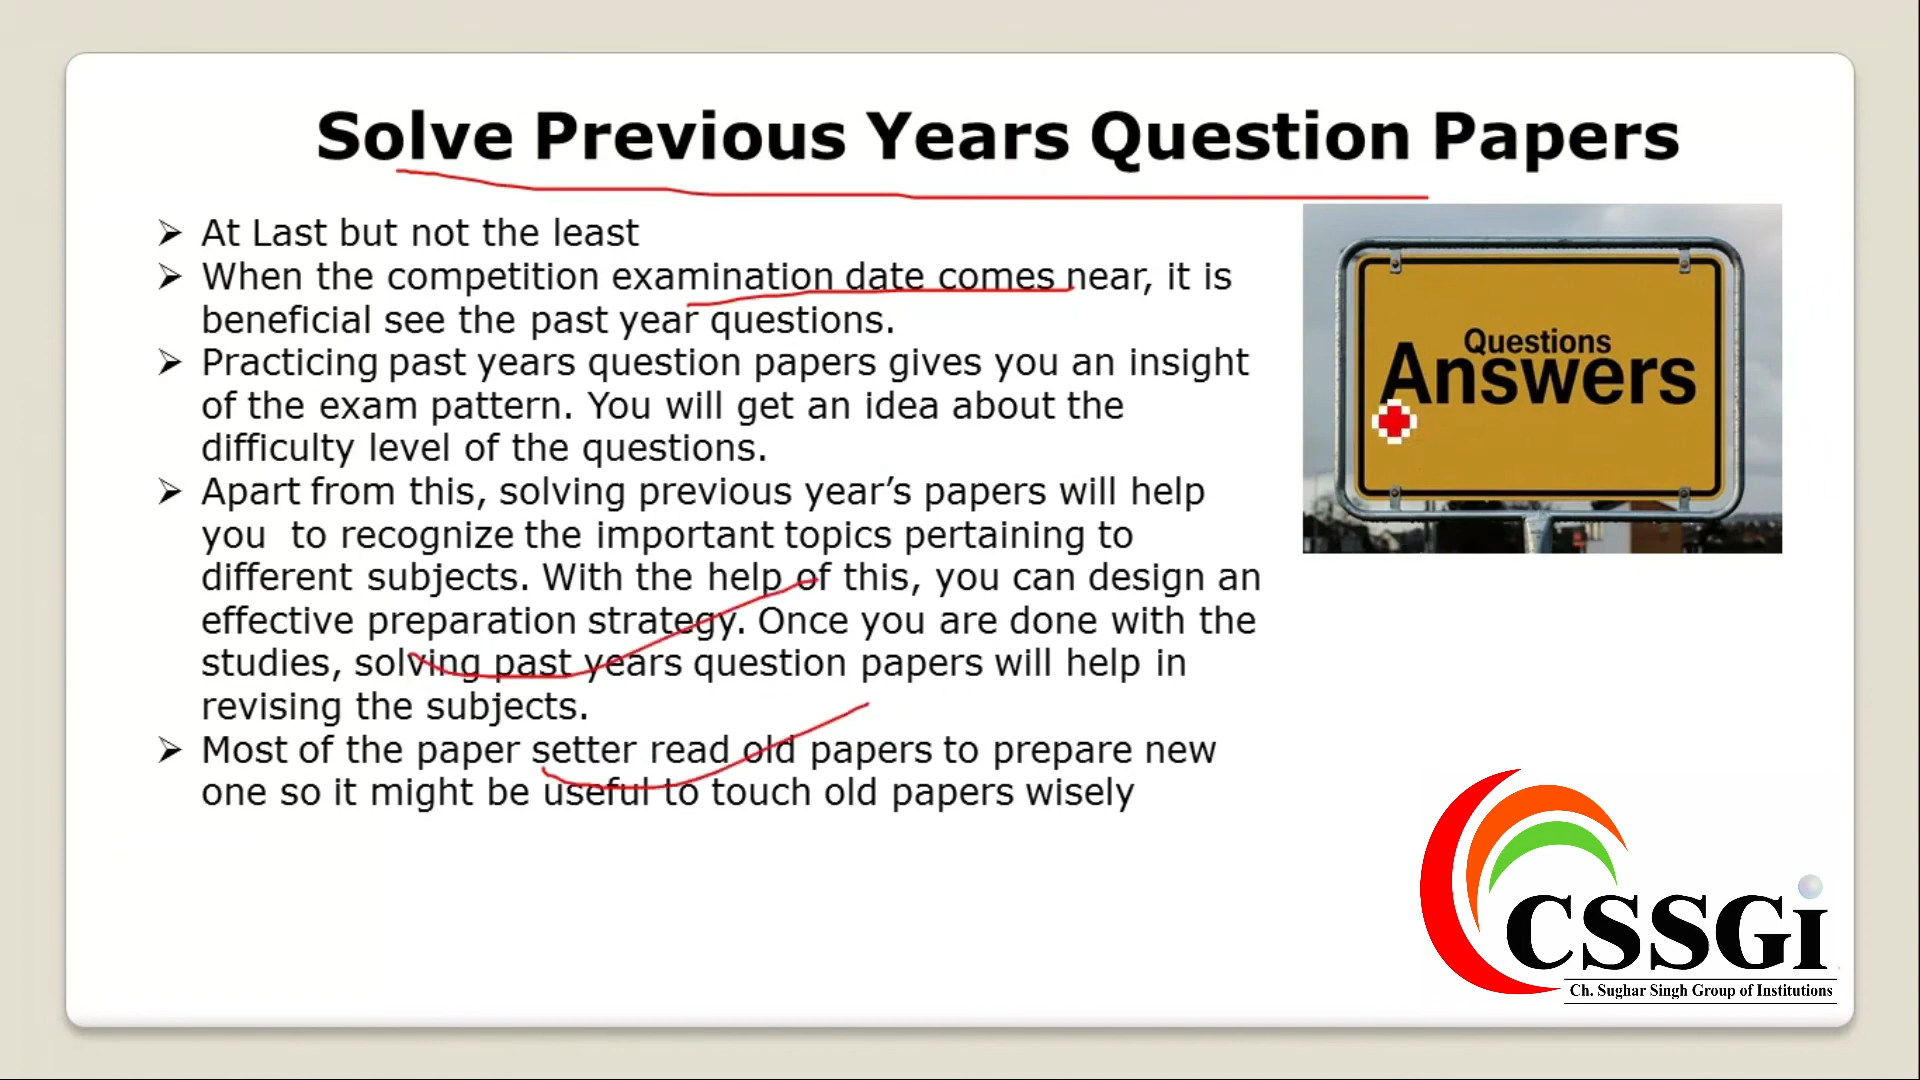 Solve Previous Years Question Papers
➢ At Last but not the least
➢ When the competition examination date comes near, it is
beneficial see the past year questions.
➢ Practicing past years question papers gives you an insight
of the exam pattern. You will get an idea about the
difficulty level of the questions.
➢ Apart from this, solving previous year’s papers will help
you  to recognize the important topics pertaining to
different subjects. With the help of this, you can design an
effective preparation strategy. Once you are done with the
studies, solving past years question papers will help in
revising the subjects.
➢ Most of the paper setter read old papers to prepare new
one so it might be useful to touch old papers wisely
Questions
Answers
CSSGi
Ch. Sughar Singh Group of Institutions